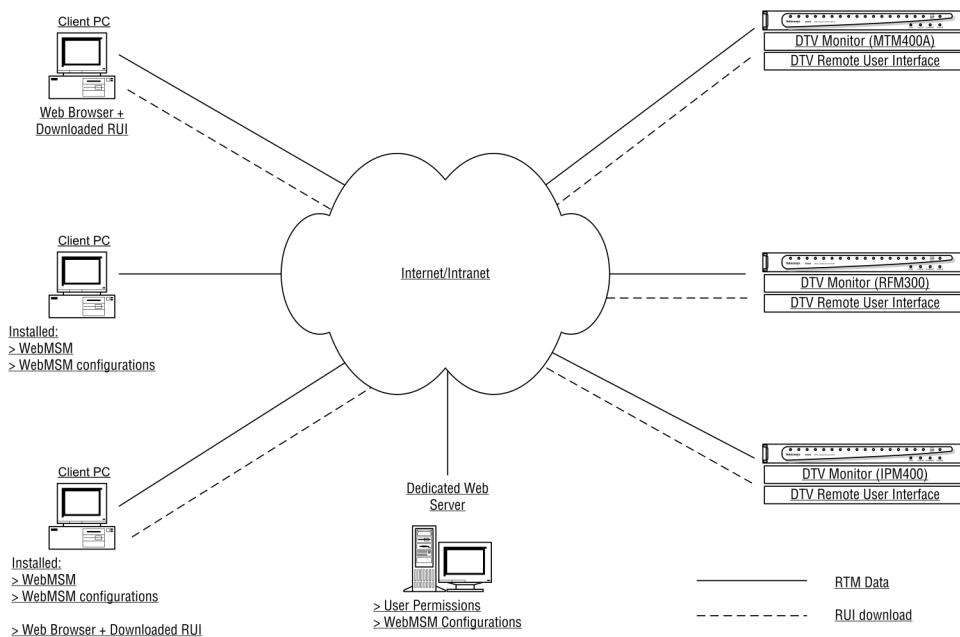 Client PC
Web Browser +
Downloaded RUI
DTV Monitor (MTM400A)
DTV Remote User Interface
Client PC
Installed:
> WebMSM
> WebMSM configurations
Internet/Intranet
DTV Monitor (RFM300)
DTV Remote User Interface
Client PC
Installed:
> WebMSM
> WebMSM configurations
> Web Browser + Downloaded RUI
Dedicated Web
Server
> User Permissions
> WebMSM Configurations
DTV Monitor (IPM400)
DTV Remote User Interface
RTM Data
RUI download